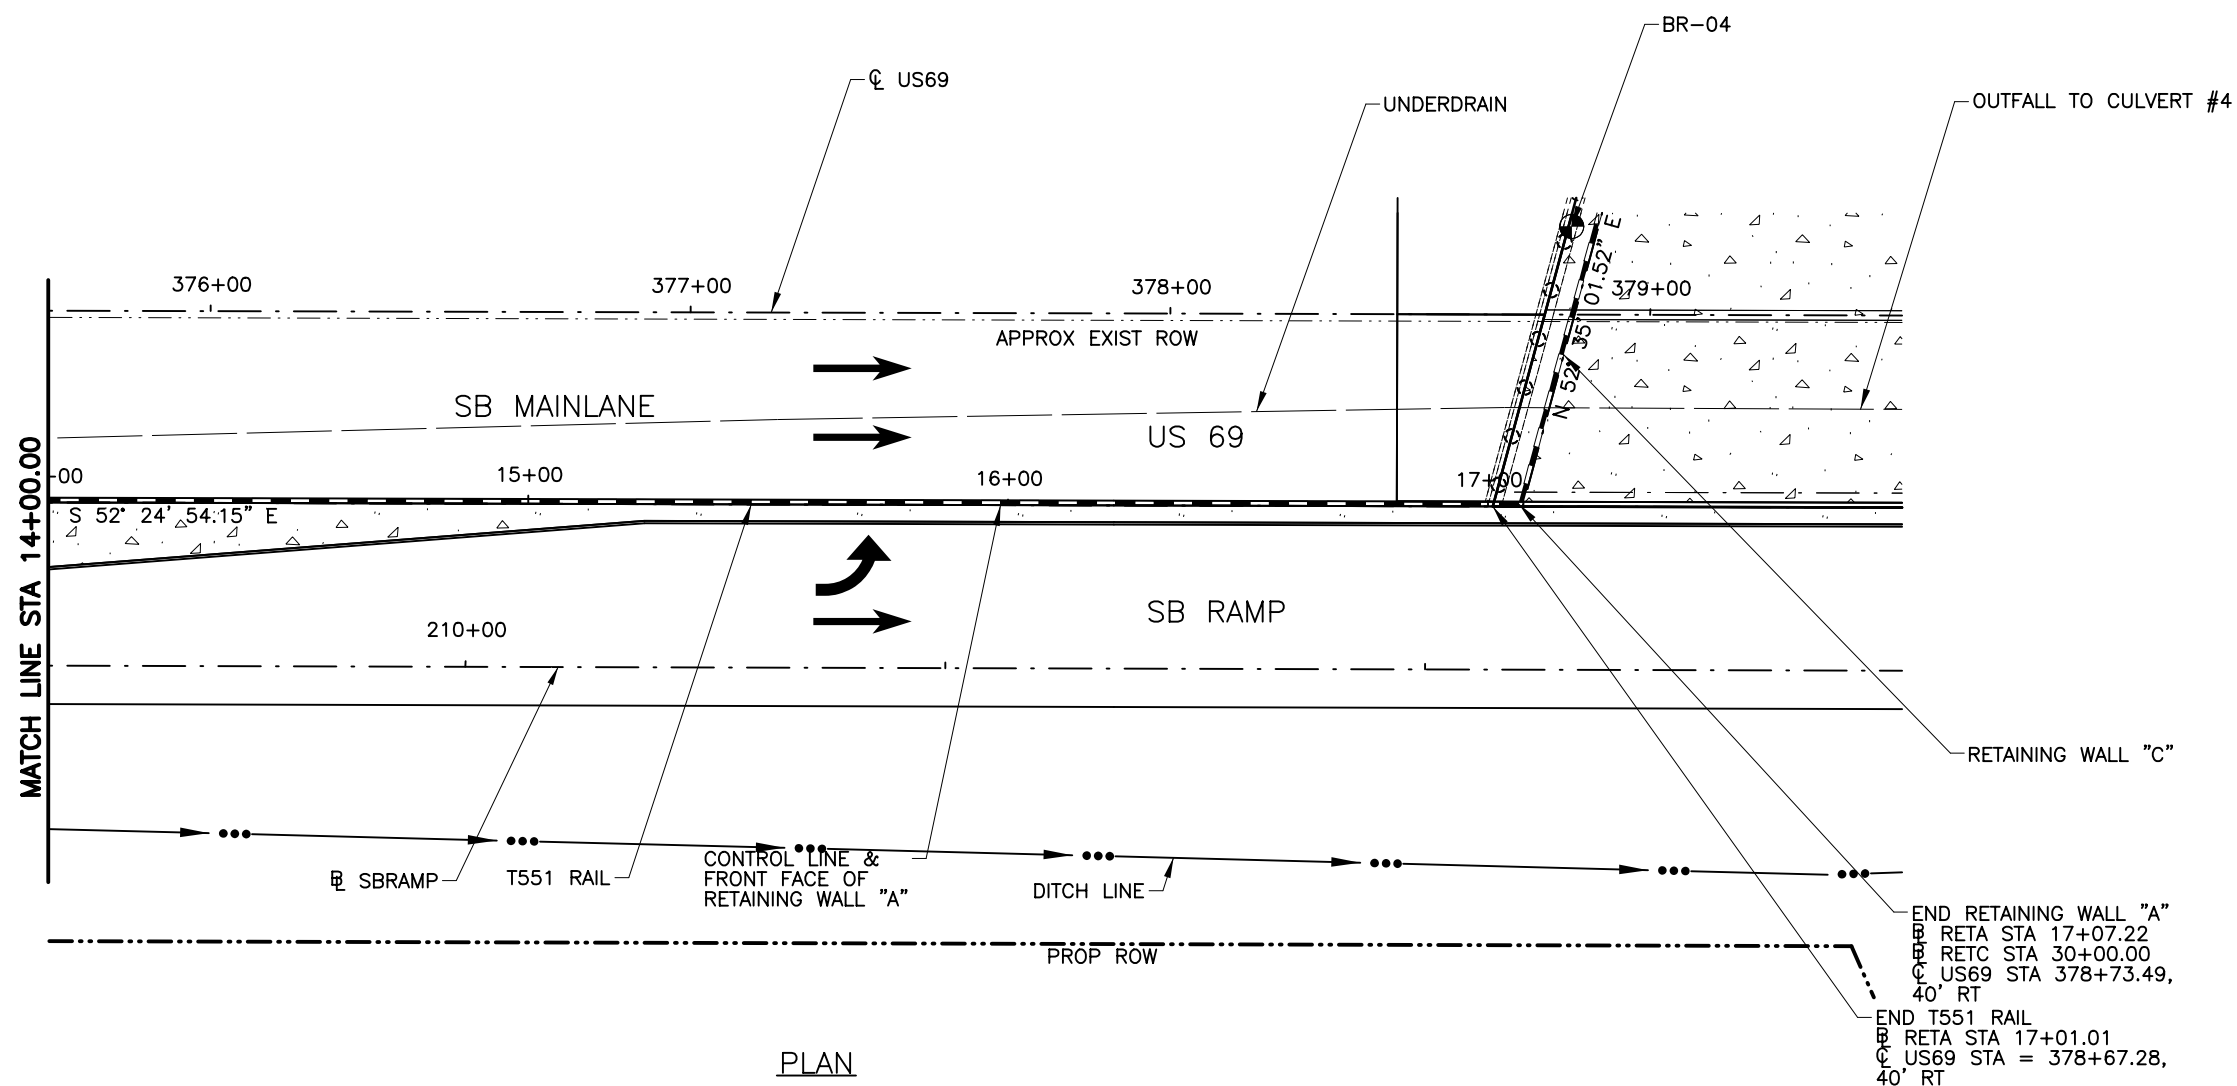 BR-04
℄ US69
UNDERDRAIN
OUTFALL TO CULVERT #4
376+00
377+00
378+00
379+00
N 52° 35' 01.52" E
APPROX EXIST ROW
SB MAINLANE
US 69
-00
15+00
16+00
17+00
S 52° 24' 54.15" E
MATCH LINE STA 14+00.00
SB RAMP
210+00
RETAINING WALL "C"
BL SBRAMP
T551 RAIL
CONTROL LINE &
FRONT FACE OF
RETAINING WALL "A"
DITCH LINE
PROP ROW
END RETAINING WALL "A"
BL RETA STA 17+07.22
BL RETC STA 30+00.00
℄ US69 STA 378+73.49,
40' RT
END T551 RAIL
BL RETA STA 17+01.01
℄ US69 STA = 378+67.28,
40' RT
PLAN